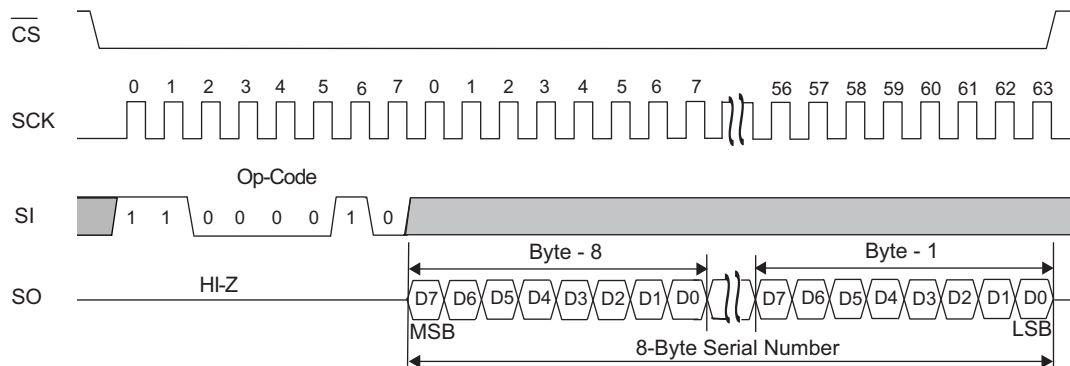 CS
0 1 2 3 4 5 6 7 0 1 2 3 4 5 6 7 56 57 58 59 60 61 62 63
SCK
Op-Code
SI 1 1 0 0 0 0 1 0
Byte - 8 Byte - 1
HI-Z
SO D7 D6 D5 D4 D3 D2 D1 D0 D7 D6 D5 D4 D3 D2 D1 D0
MSB LSB
8-Byte Serial Number